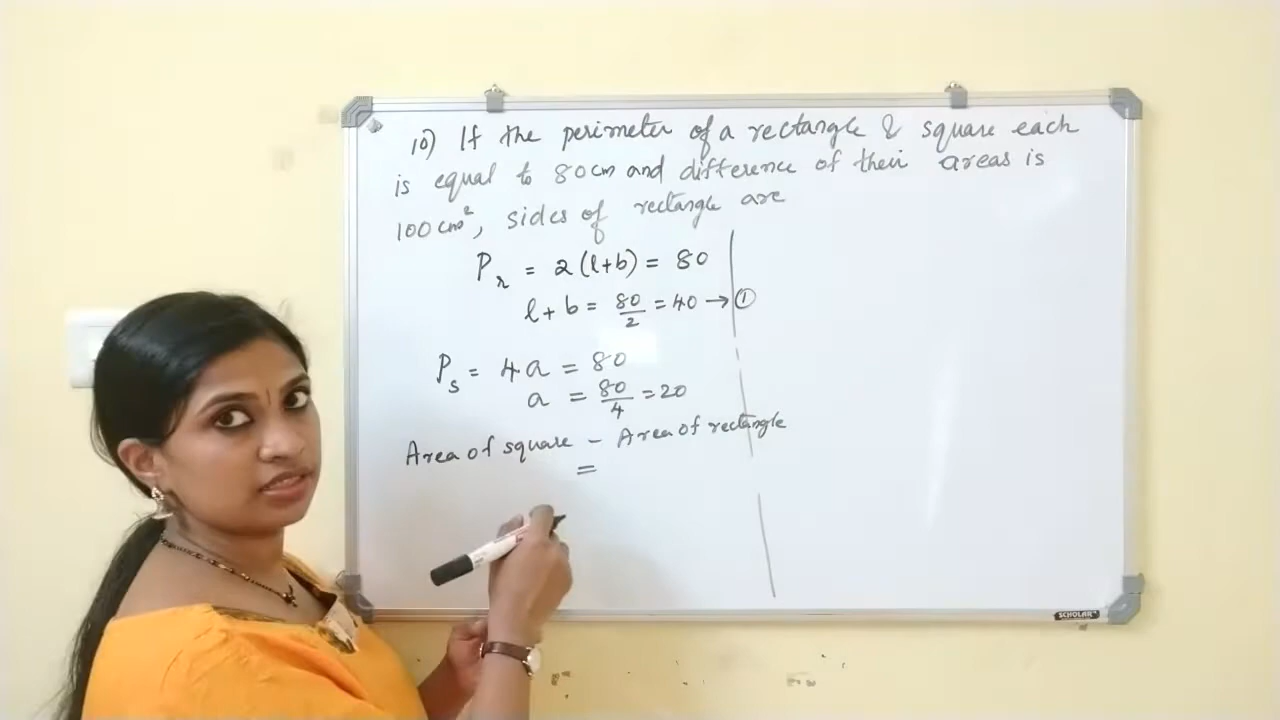 10) If the perimeter of a rectangle & square each
is equal to 80cm and difference of their areas is
100cm², sides of rectangle are
Pr = 2(l+b) = 80
l+b = 80/2 = 40 → ①
Ps = 4a = 80
a = 80/4 = 20
Area of square - Area of rectangle
=
SCHOLAR